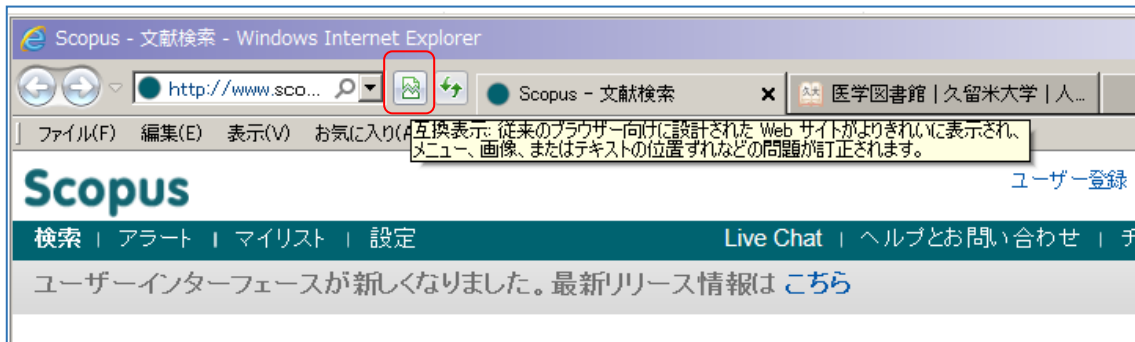 Scopus - 文献検索 - Windows Internet Explorer
http://www.sco... Scopus - 文献検索 医学図書館 | 久留米大学 | 人...
ファイル(F) 編集(E) 表示(V) お気に入り(A
互換表示: 従来のブラウザー向けに設計された Web サイトがよりきれいに表示され、
メニュー、画像、またはテキストの位置ずれなどの問題が訂正されます。
Scopus ユーザー登録
検索 | アラート | マイリスト | 設定 Live Chat | ヘルプとお問い合わせ | チ
ユーザーインターフェースが新しくなりました。最新リリース情報は こちら